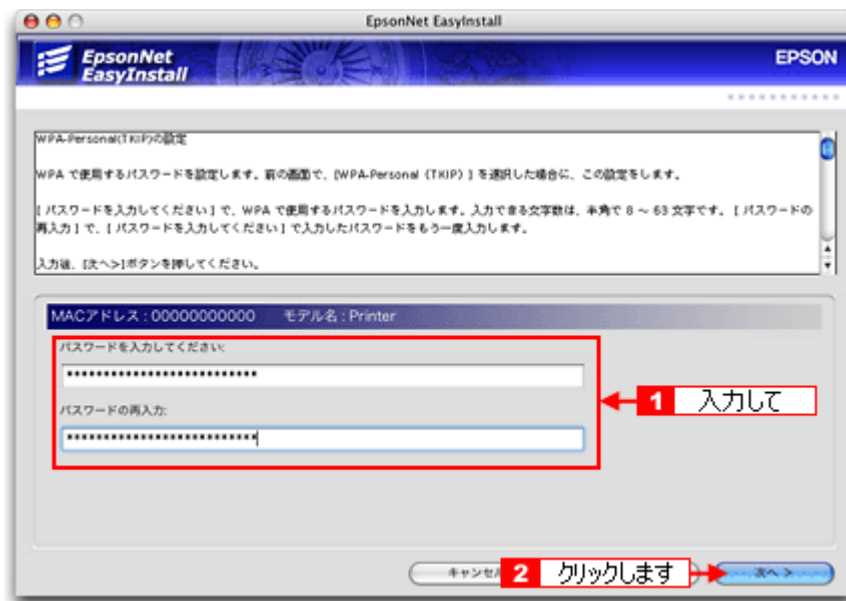 EpsonNet EasyInstall
EpsonNet
EasyInstall
EPSON
WPA-Personal(TKIP)の設定
WPA で使用するパスワードを設定します。前の画面で、[WPA-Personal (TKIP) ] を選択した場合に、この設定をします。
[ パスワードを入力してください ] で、WPA で使用するパスワードを入力します。入力できる文字数は、半角で 8 ～ 63 文字です。 [ パスワードの
再入力 ] で、[ パスワードを入力してください ] で入力したパスワードをもう一度入力します。
入力後、[次へ>]ボタンを押してください。
MACアドレス : 00000000000 モデル名 : Printer
パスワードを入力してください:
パスワードの再入力:
1 入力して
キャンセル
2 クリックします
次へ >